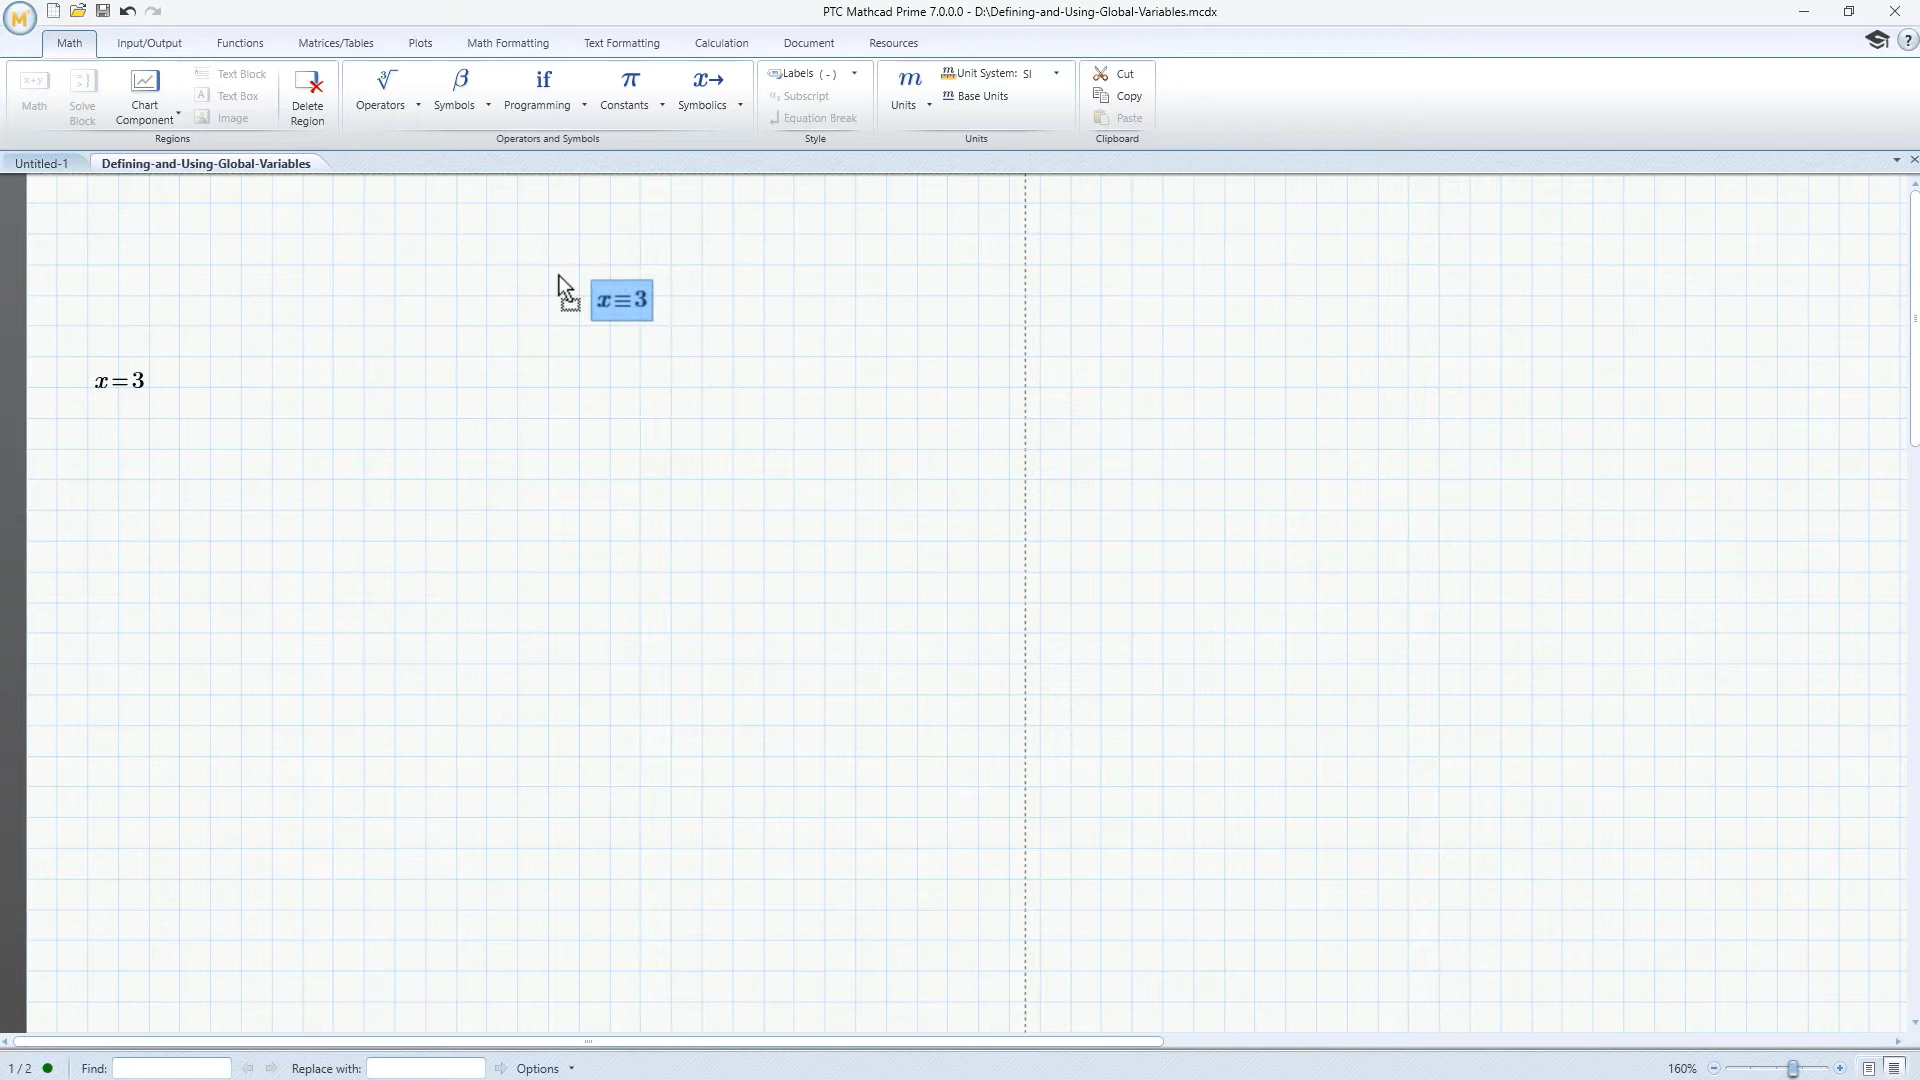 PTC Mathcad Prime 7.0.0.0 - D:\Defining-and-Using-Global-Variables.mcdx
Math Input/Output Functions Matrices/Tables Plots Math Formatting Text Formatting Calculation Document Resources
Math
Solve Block
Chart Component
Text Block
Text Box
Image
Delete Region
Regions
Operators
Symbols
if
Programming
π
Constants
Symbolics
Operators and Symbols
Labels ( - )
Subscript
Equation Break
Style
m
Units
Unit System: SI
Base Units
Units
Cut
Copy
Paste
Clipboard
Untitled-1 Defining-and-Using-Global-Variables
x≡3
x=3
1 / 2 Find: Replace with: Options 160%